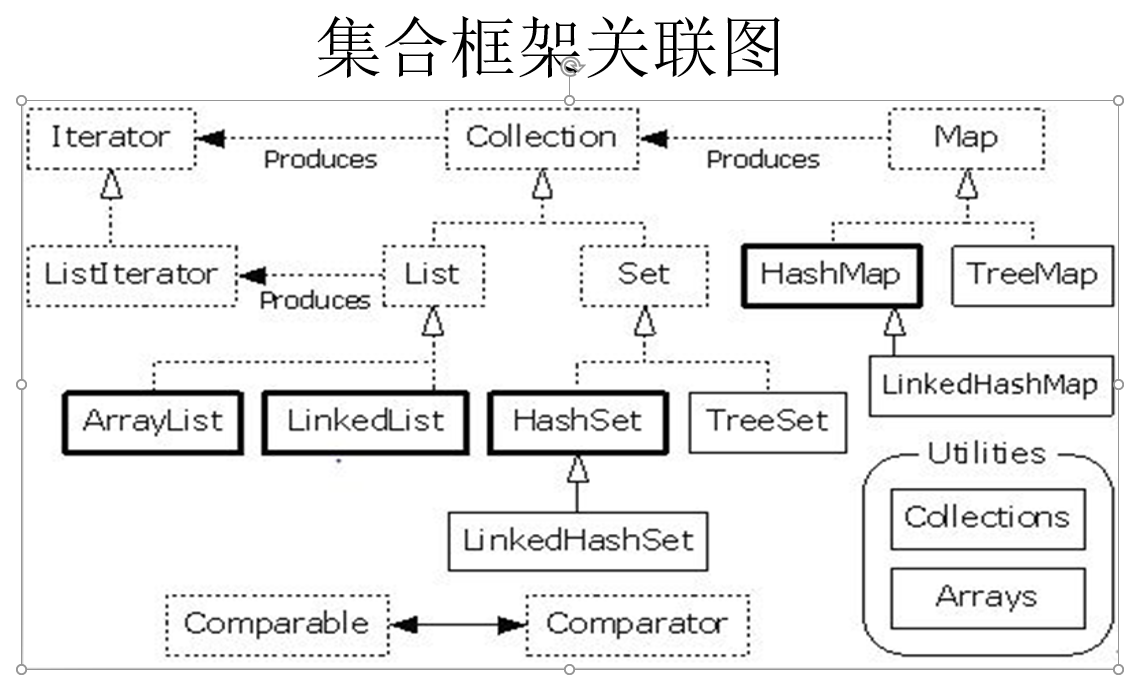 集合框架关联图
Iterator
Produces
Collection
Produces
Map
ListIterator
Produces
List
Set
HashMap
TreeMap
LinkedHashMap
ArrayList
LinkedList
HashSet
TreeSet
Utilities
Collections
LinkedHashSet
Arrays
Comparable
Comparator